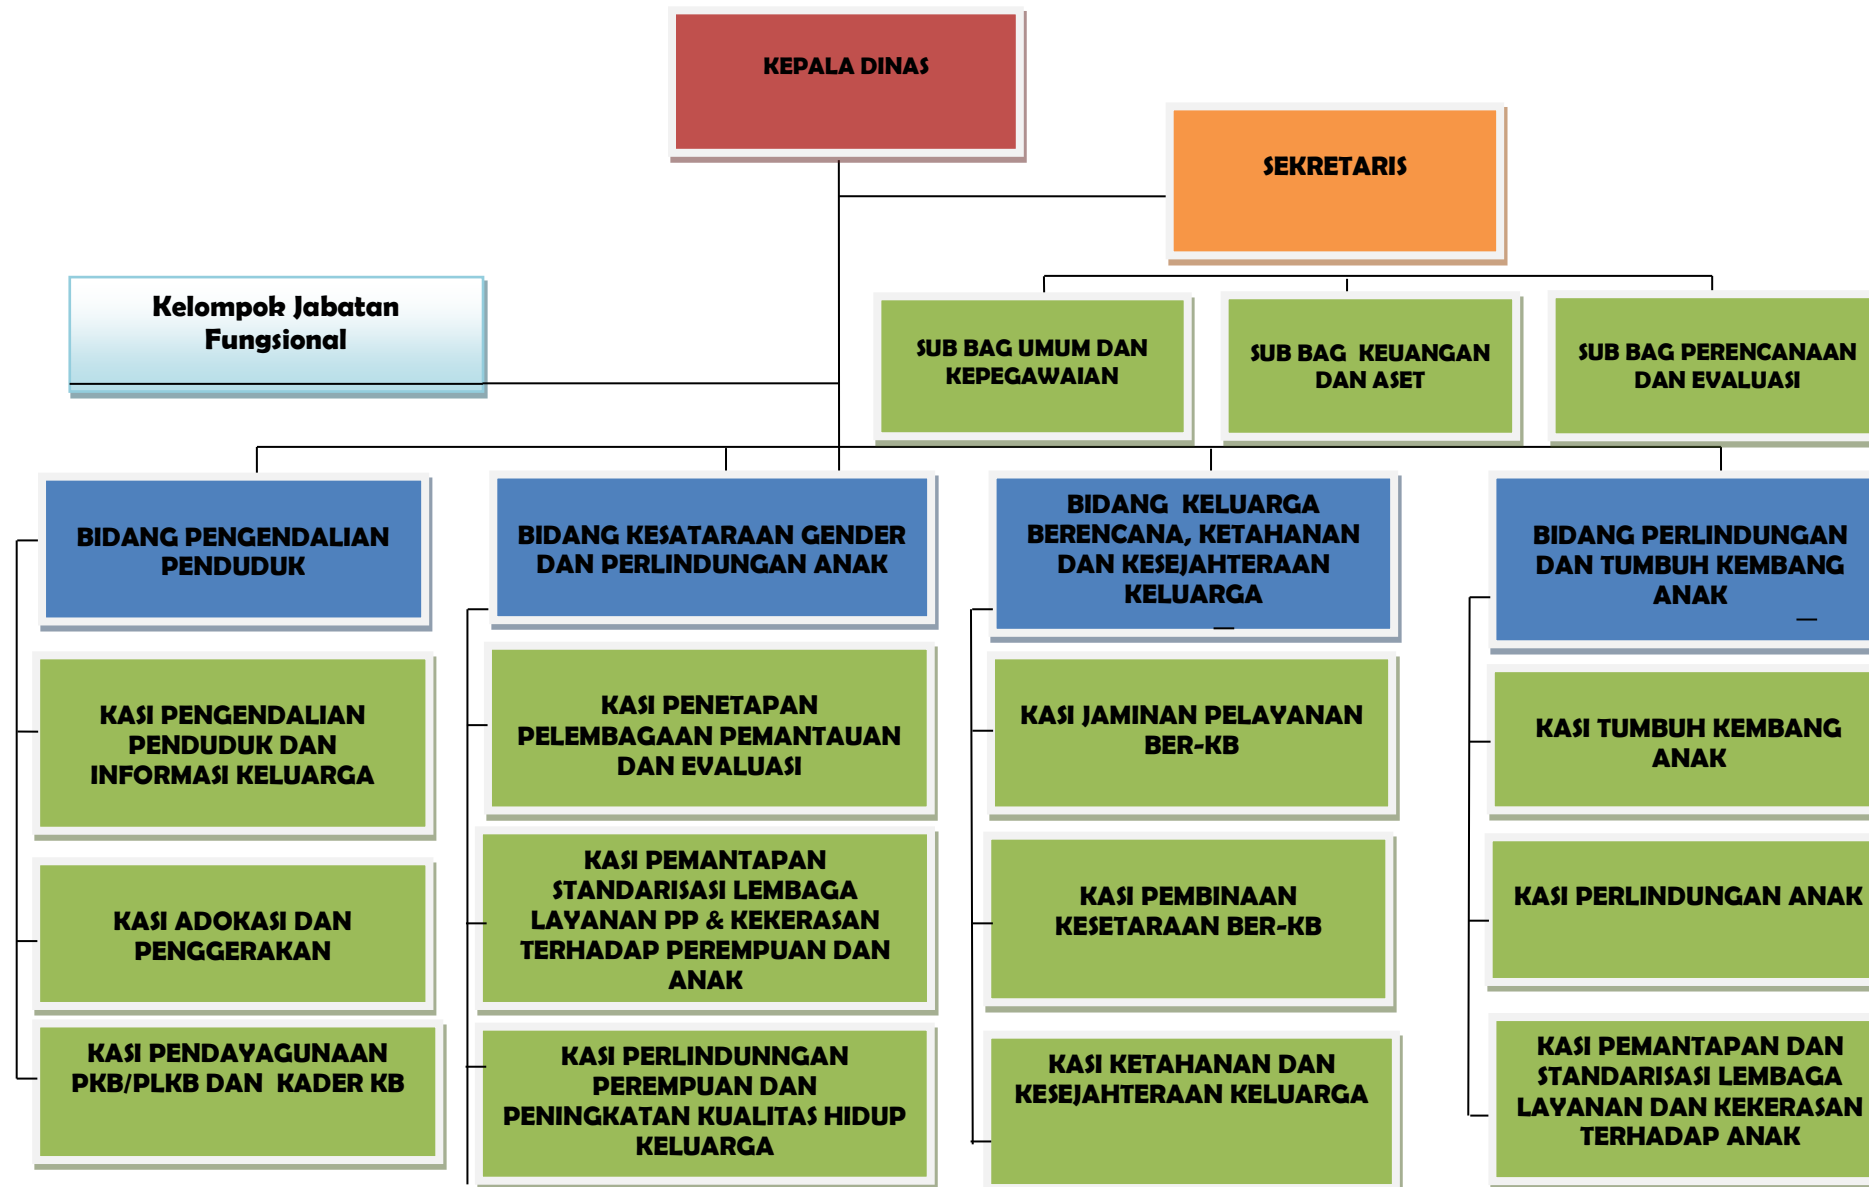 KEPALA DINAS
SEKRETARIS
Kelompok Jabatan
Fungsional
SUB BAG UMUM DAN
KEPEGAWAIAN
SUB BAG KEUANGAN
DAN ASET
SUB BAG PERENCANAAN
DAN EVALUASI
BIDANG PENGENDALIAN
PENDUDUK
BIDANG KESATARAAN GENDER
DAN PERLINDUNGAN ANAK
BIDANG KELUARGA
BERENCANA, KETAHANAN
DAN KESEJAHTERAAN
KELUARGA
BIDANG PERLINDUNGAN
DAN TUMBUH KEMBANG
ANAK
KASI PENGENDALIAN
PENDUDUK DAN
INFORMASI KELUARGA
KASI PENETAPAN
PELEMBAGAAN PEMANTAUAN
DAN EVALUASI
KASI JAMINAN PELAYANAN
BER-KB
KASI TUMBUH KEMBANG
ANAK
KASI ADOKASI DAN
PENGGERAKAN
KASI PEMANTAPAN
STANDARISASI LEMBAGA
LAYANAN PP & KEKERASAN
TERHADAP PEREMPUAN DAN
ANAK
KASI PEMBINAAN
KESETARAAN BER-KB
KASI PERLINDUNGAN ANAK
KASI PENDAYAGUNAAN
PKB/PLKB DAN KADER KB
KASI PERLINDUNNGAN
PEREMPUAN DAN
PENINGKATAN KUALITAS HIDUP
KELUARGA
KASI KETAHANAN DAN
KESEJAHTERAAN KELUARGA
KASI PEMANTAPAN DAN
STANDARISASI LEMBAGA
LAYANAN DAN KEKERASAN
TERHADAP ANAK